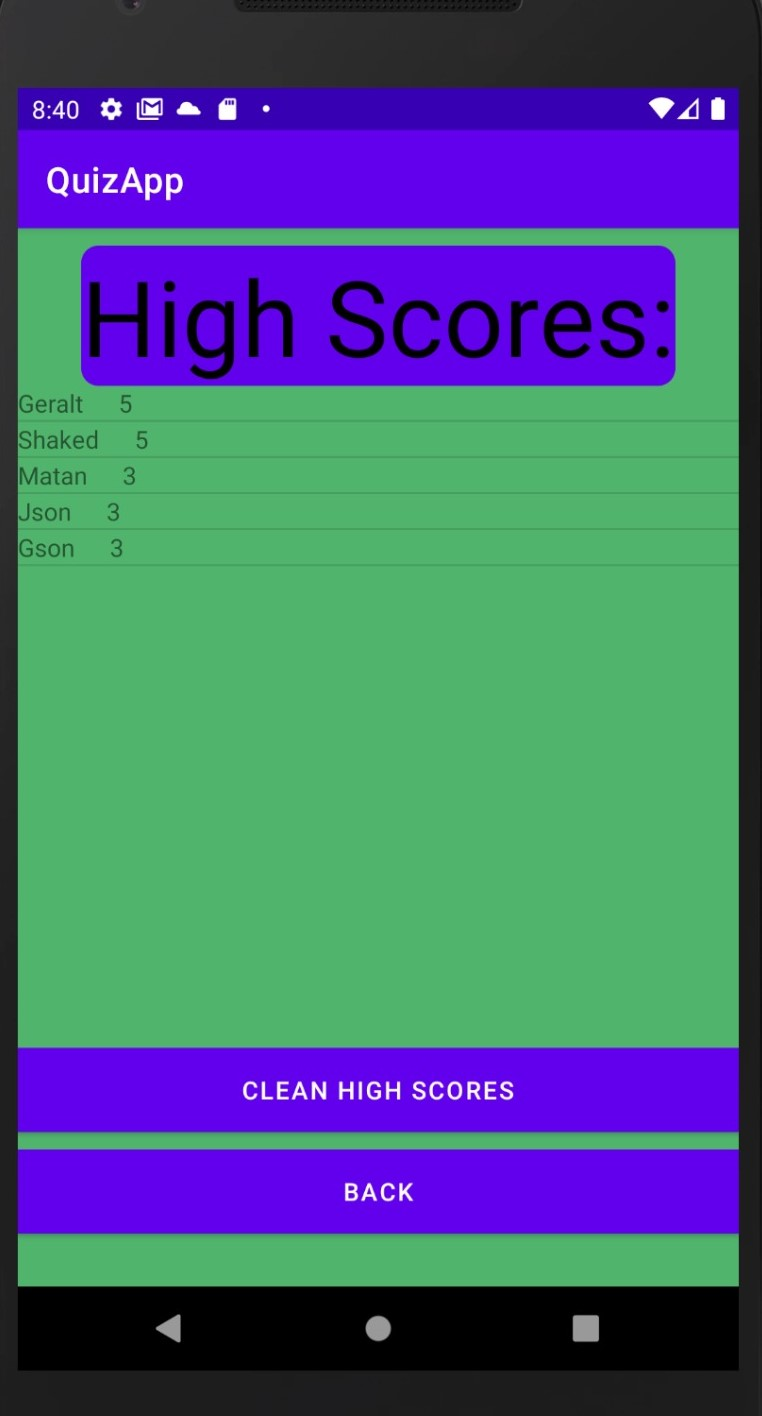 8:40
QuizApp
High Scores:
Geralt 5
Shaked 5
Matan 3
Json 3
Gson 3
CLEAN HIGH SCORES
BACK